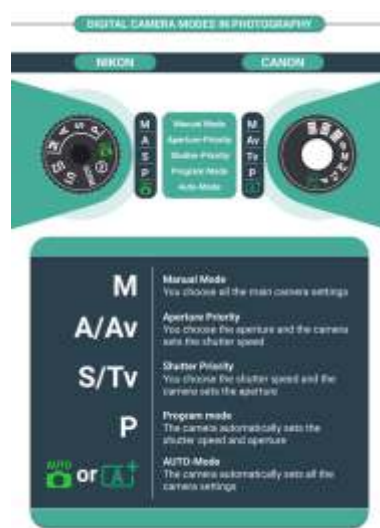 DIGITAL CAMERA MODES IN PHOTOGRAPHY
NIKON
CANON
M
A
S
P
Manual Mode
Aperture-Priority
Shutter-Priority
Program-Mode
Auto-Mode
M
Av
Tv
P
A+
M
Manual Mode
You choose all the main camera settings
A/Av
Aperture Priority
You choose the aperture and the camera
sets the shutter speed
S/Tv
Shutter Priority
You choose the shutter speed and the
camera sets the aperture
P
Program mode
The camera automatically sets the
shutter speed and aperture
AUTO or A+
AUTO-Mode
The camera automatically sets all the
camera settings